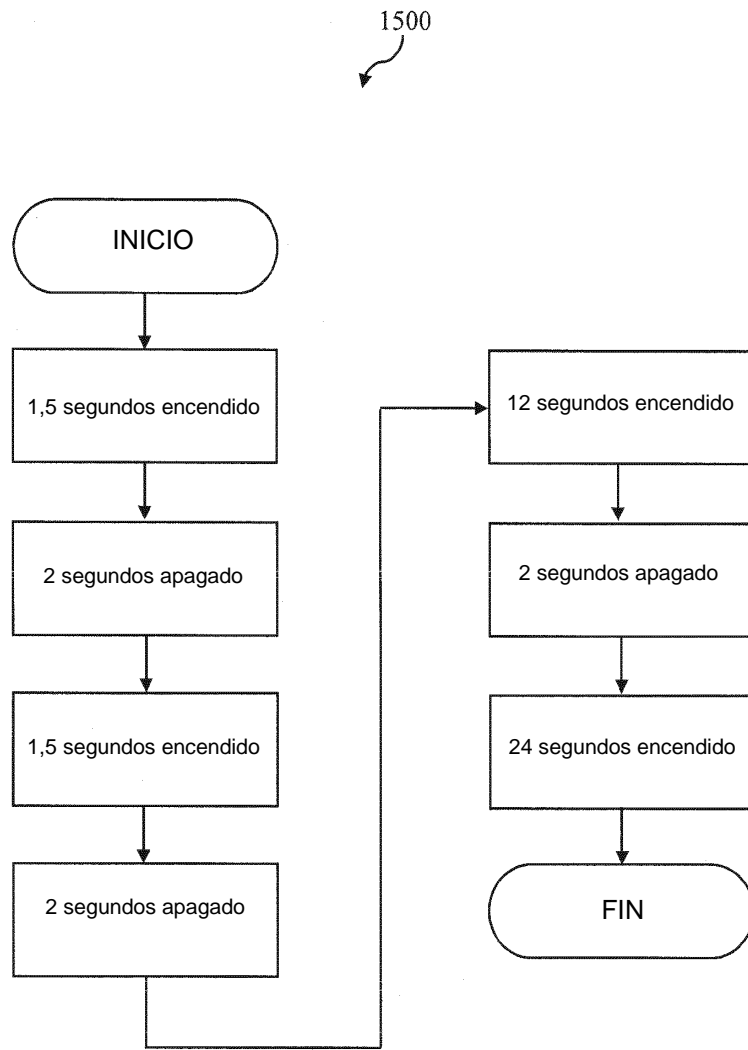 1500
INICIO
1,5 segundos encendido
2 segundos apagado
1,5 segundos encendido
2 segundos apagado
12 segundos encendido
2 segundos apagado
24 segundos encendido
FIN